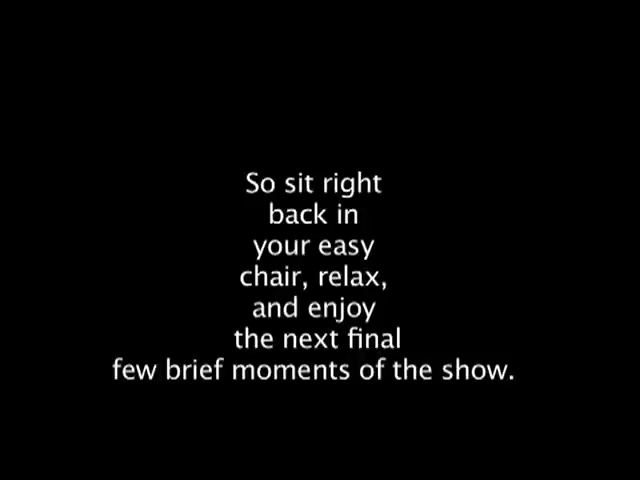 So sit right
back in
your easy
chair, relax,
and enjoy
the next final
few brief moments of the show.